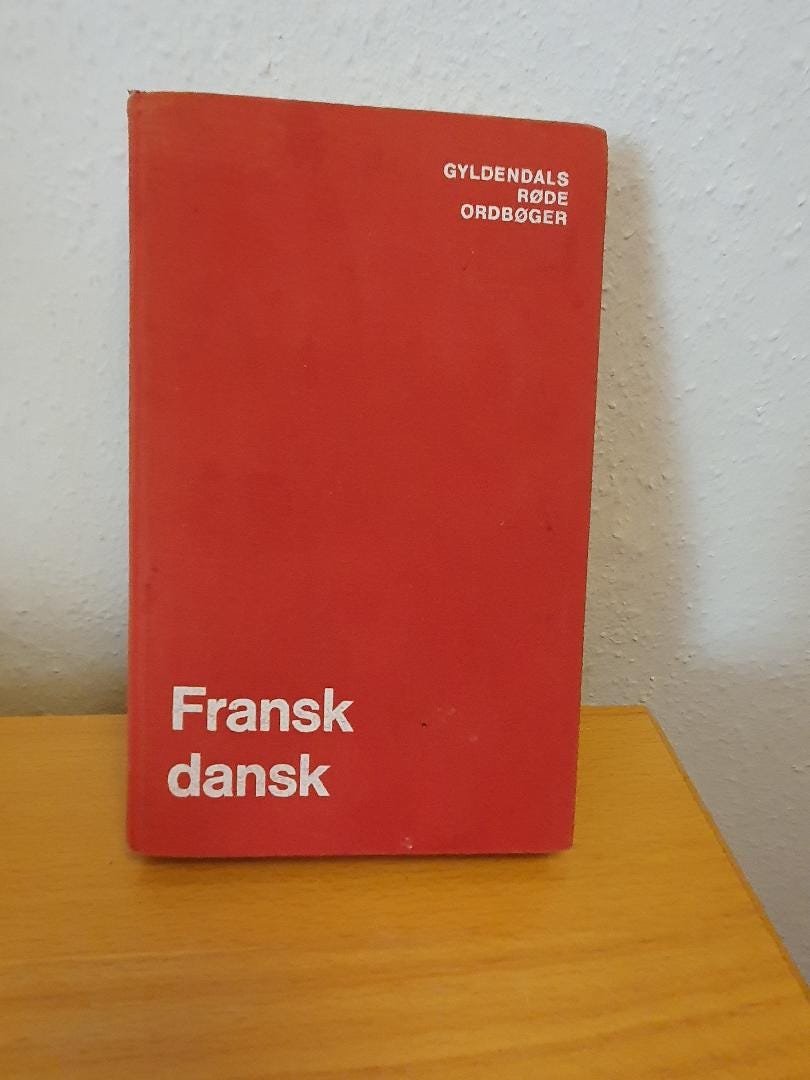 GYLDENDALS
RØDE
ORDBØGER
Fransk
dansk